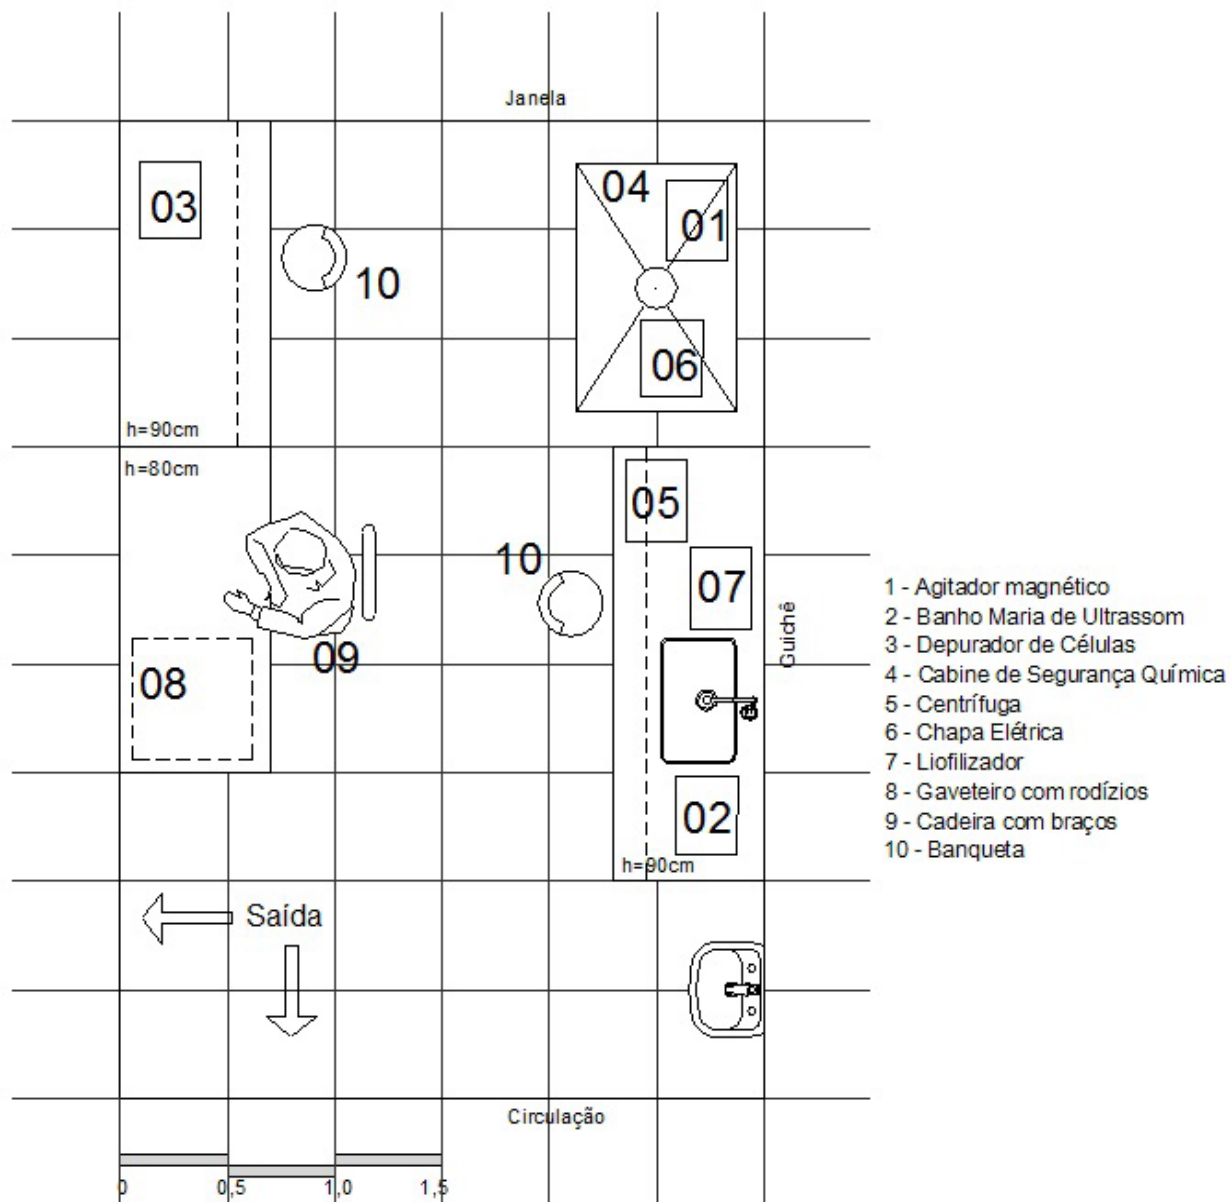 Janela
03
04
01
10
06
h=90cm
h=80cm
05
10
07
Guichê
09
08
02
h=90cm
1 - Agitador magnético
2 - Banho Maria de Ultrassom
3 - Depurador de Células
4 - Cabine de Segurança Química
5 - Centrífuga
6 - Chapa Elétrica
7 - Liofilizador
8 - Gaveteiro com rodízios
9 - Cadeira com braços
10 - Banqueta
Saída
Circulação
0 0,5 1,0 1,5